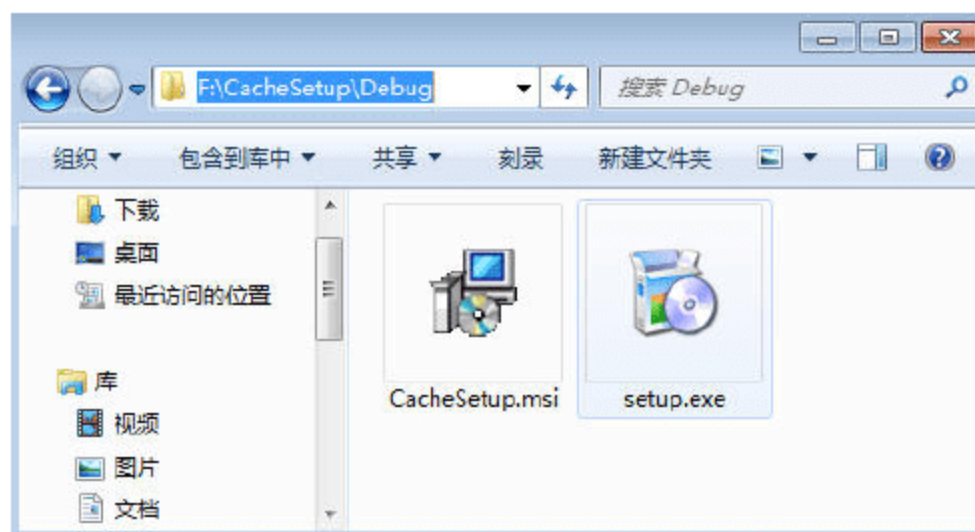 F:\CacheSetup\Debug
搜索 Debug
组织
包含到库中
共享
刻录
新建文件夹
下载
桌面
最近访问的位置
库
视频
图片
文档
CacheSetup.msi
setup.exe